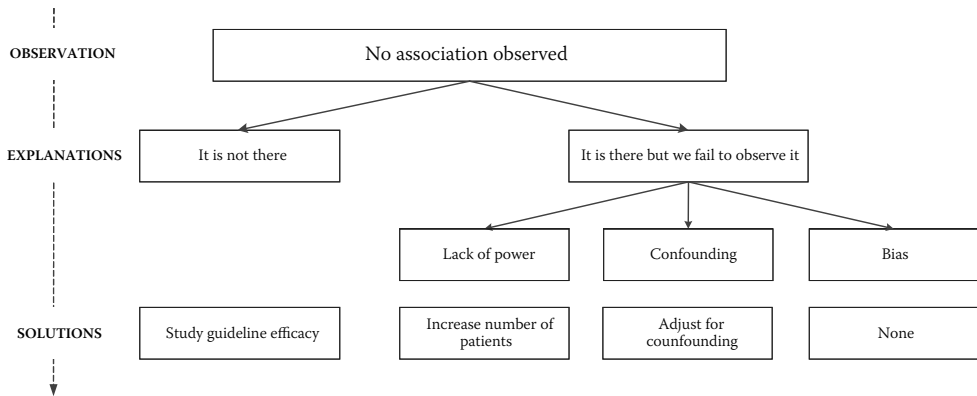 OBSERVATION
No association observed
EXPLANATIONS
It is not there
It is there but we fail to observe it
Lack of power
Confounding
Bias
SOLUTIONS
Study guideline efficacy
Increase number of
patients
Adjust for
counfounding
None